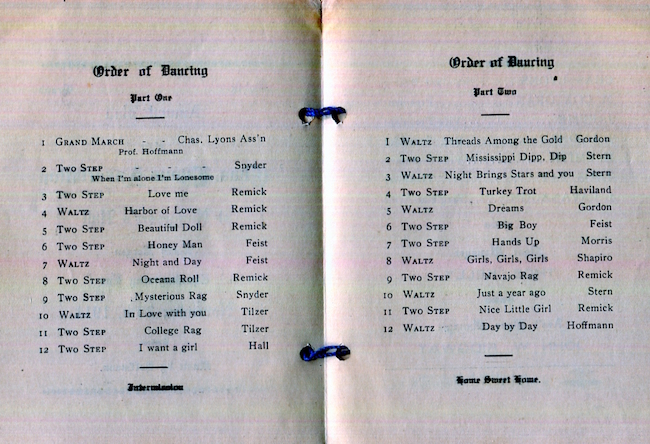 Order of Dancing
Part One
1 GRAND MARCH - - Chas. Lyons Ass'n
Prof. Hoffmann
2 TWO STEP - - - Snyder
When I'm alone I'm Lonesome
3 TWO STEP Love me Remick
4 WALTZ Harbor of Love Remick
5 TWO STEP Beautiful Doll Remick
6 TWO STEP Honey Man Feist
7 WALTZ Night and Day Feist
8 TWO STEP Oceana Roll Remick
9 TWO STEP Mysterious Rag Snyder
10 WALTZ In Love with you Tilzer
11 TWO STEP College Rag Tilzer
12 TWO STEP I want a girl Hall
Intermission
Order of Dancing
Part Two
1 WALTZ Threads Among the Gold Gordon
2 TWO STEP Mississippi Dipp, Dip Stern
3 WALTZ Night Brings Stars and you Stern
4 TWO STEP Turkey Trot Haviland
5 WALTZ Dreams Gordon
6 TWO STEP Big Boy Feist
7 TWO STEP Hands Up Morris
8 WALTZ Girls, Girls, Girls Shapiro
9 TWO STEP Navajo Rag Remick
10 WALTZ Just a year ago Stern
11 TWO STEP Nice Little Girl Remick
12 WALTZ Day by Day Hoffmann
Home Sweet Home.